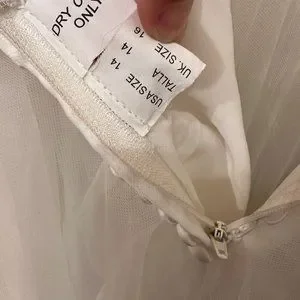 DRY C
ONLY
UK.SIZE 16
TALLA 14
USA SIZE 14